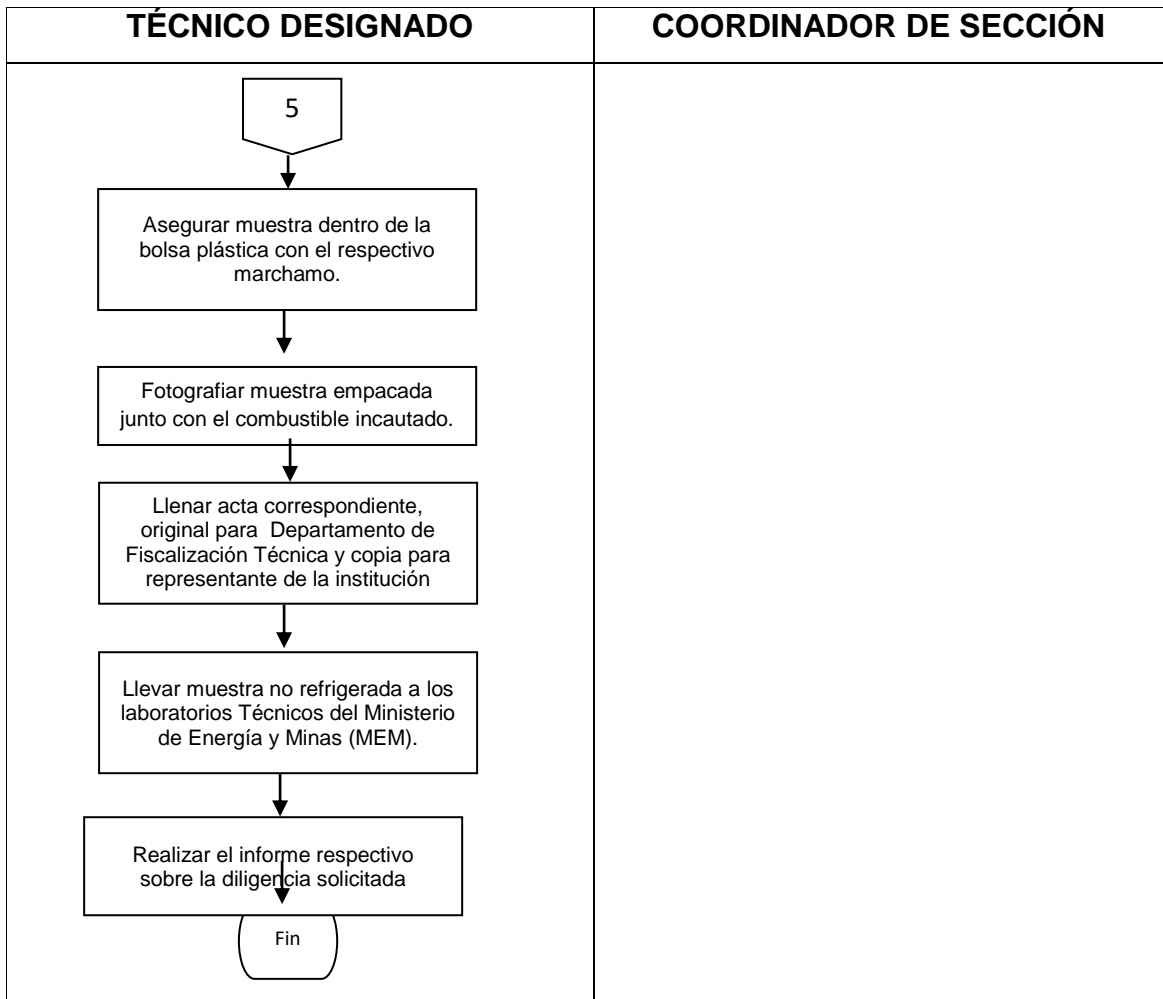 TÉCNICO DESIGNADO
COORDINADOR DE SECCIÓN
5
Asegurar muestra dentro de la
bolsa plástica con el respectivo
marchamo.
Fotografiar muestra empacada
junto con el combustible incautado.
Llenar acta correspondiente,
original para Departamento de
Fiscalización Técnica y copia para
representante de la institución
Llevar muestra no refrigerada a los
laboratorios Técnicos del Ministerio
de Energía y Minas (MEM).
Realizar el informe respectivo
sobre la diligencia solicitada
Fin